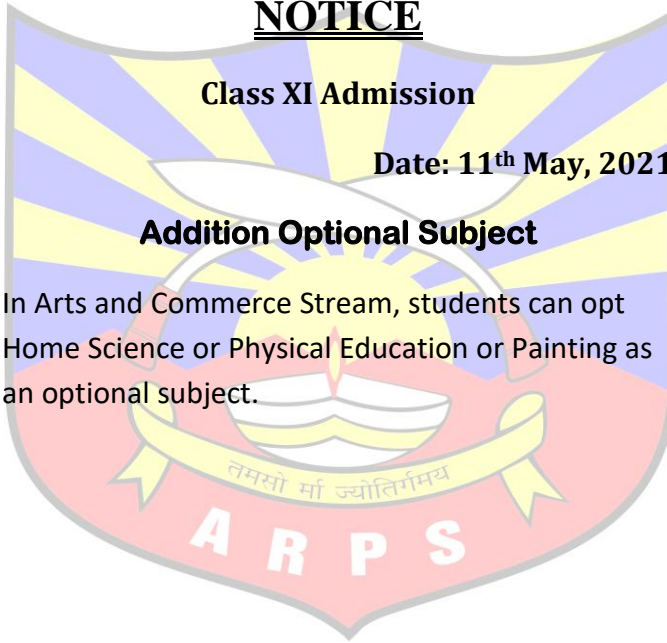 NOTICE
Class XI Admission
Date: 11th May, 2021
Addition Optional Subject
In Arts and Commerce Stream, students can opt
Home Science or Physical Education or Painting as
an optional subject.
तमसो र्मा ज्योतिर्गमय
ARPS